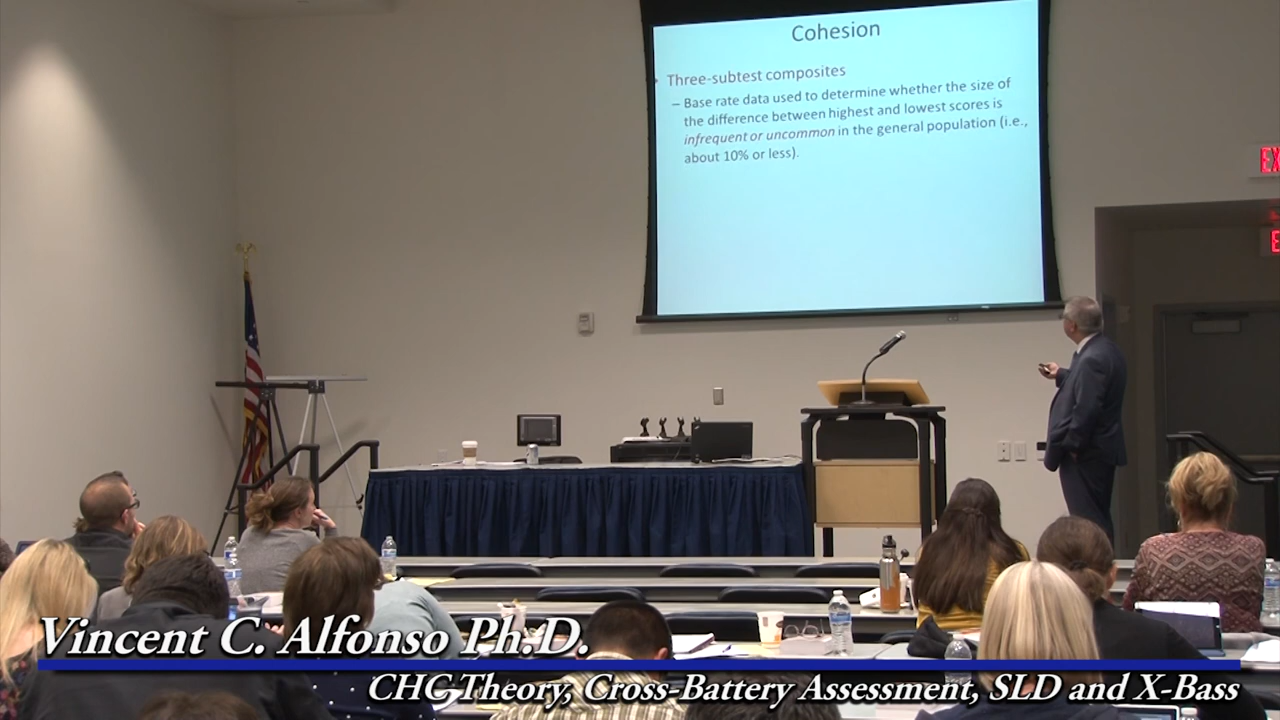 Cohesion
Three-subtest composites
– Base rate data used to determine whether the size of
the difference between highest and lowest scores is
infrequent or uncommon in the general population (i.e.,
about 10% or less).
EX
E
Vincent C. Alfonso Ph.D.
CHC Theory, Cross-Battery Assessment, SLD and X-Bass